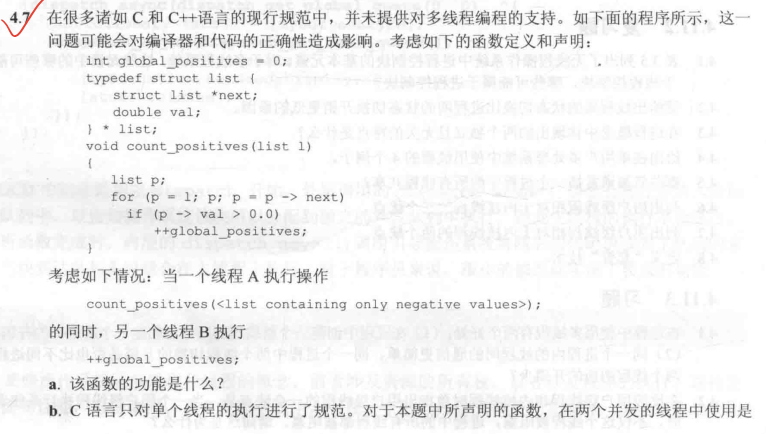 4.7 在很多诸如 C 和 C++语言的现行规范中，并未提供对多线程编程的支持。如下面的程序所示，这一
问题可能会对编译器和代码的正确性造成影响。考虑如下的函数定义和声明：
int global_positives = 0;
typedef struct list {
struct list *next;
double val;
} * list;
void count_positives(list l)
{
list p;
for (p = l; p; p = p -> next)
if (p -> val > 0.0)
++global_positives;
考虑如下情况：当一个线程 A 执行操作
count_positives(<list containing only negative values>);
的同时，另一个线程 B 执行
++global_positives;
a. 该函数的功能是什么？
b. C 语言只对单个线程的执行进行了规范。对于本题中所声明的函数，在两个并发的线程中使用是